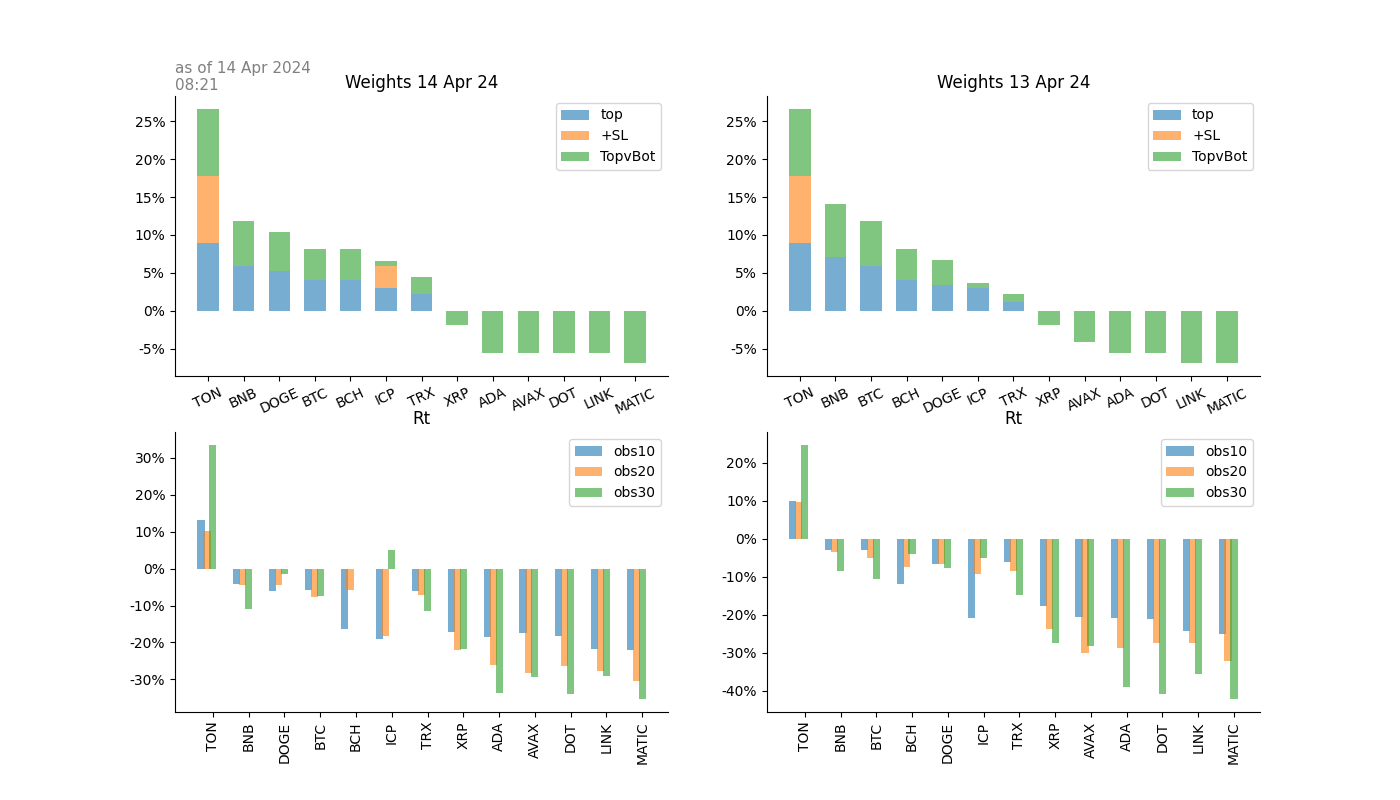 as of 14 Apr 2024
08:21
Weights 14 Apr 24
25%
20%
15%
10%
5%
0%
-5%
top
+SL
TopvBot
TON BNB DOGE BTC BCH ICP TRX XRP ADA AVAX DOT LINK MATIC
Weights 13 Apr 24
25%
20%
15%
10%
5%
0%
-5%
top
+SL
TopvBot
TON BNB BTC BCH DOGE ICP TRX XRP AVAX ADA DOT LINK MATIC
Rt
30%
20%
10%
0%
-10%
-20%
-30%
obs10
obs20
obs30
TON BNB DOGE BTC BCH ICP TRX XRP ADA AVAX DOT LINK MATIC
Rt
20%
10%
0%
-10%
-20%
-30%
-40%
obs10
obs20
obs30
TON BNB BTC BCH DOGE ICP TRX XRP AVAX ADA DOT LINK MATIC